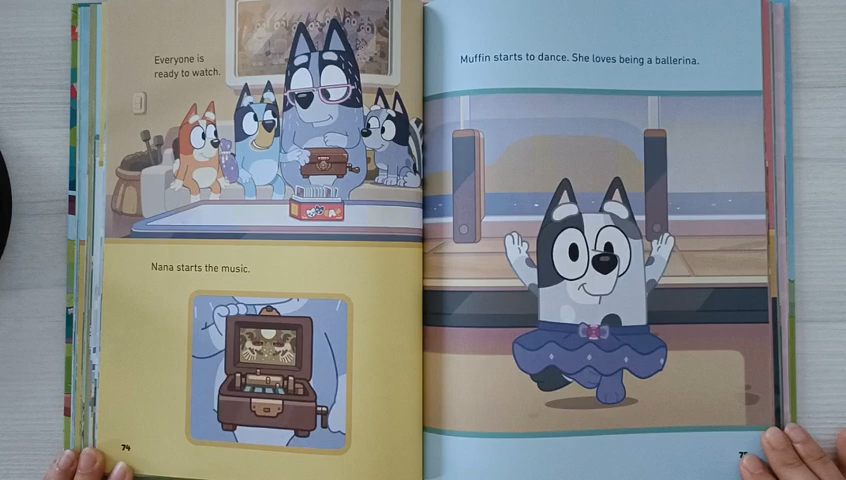 Everyone is
ready to watch.
Nana starts the music.
74
Muffin starts to dance. She loves being a ballerina.